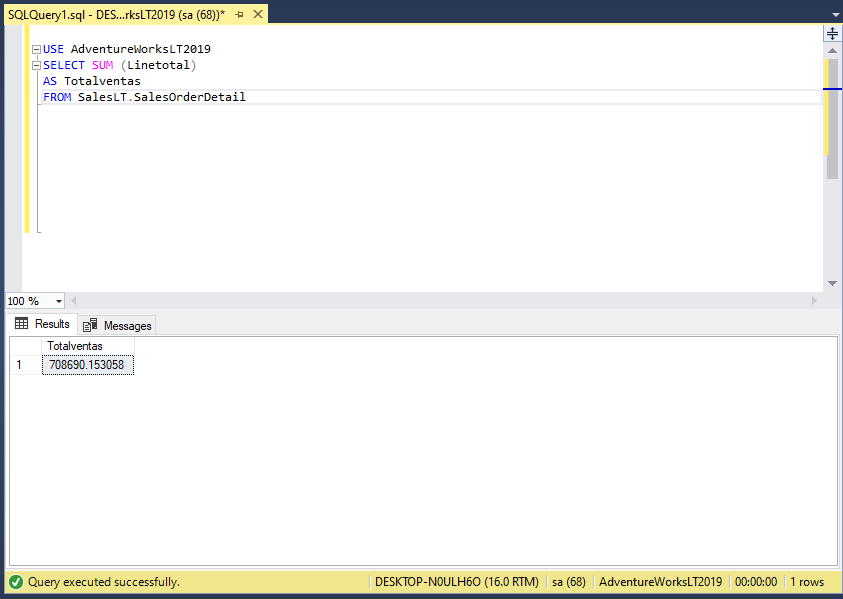 SQLQuery1.sql - DES...rksLT2019 (sa (68))*
USE AdventureWorksLT2019
SELECT SUM (Linetotal)
AS Totalventas
FROM SalesLT.SalesOrderDetail
100 %
Results Messages
Totalventas
1 708690.153058
Query executed successfully. DESKTOP-N0ULH6O (16.0 RTM) sa (68) AdventureWorksLT2019 00:00:00 1 rows